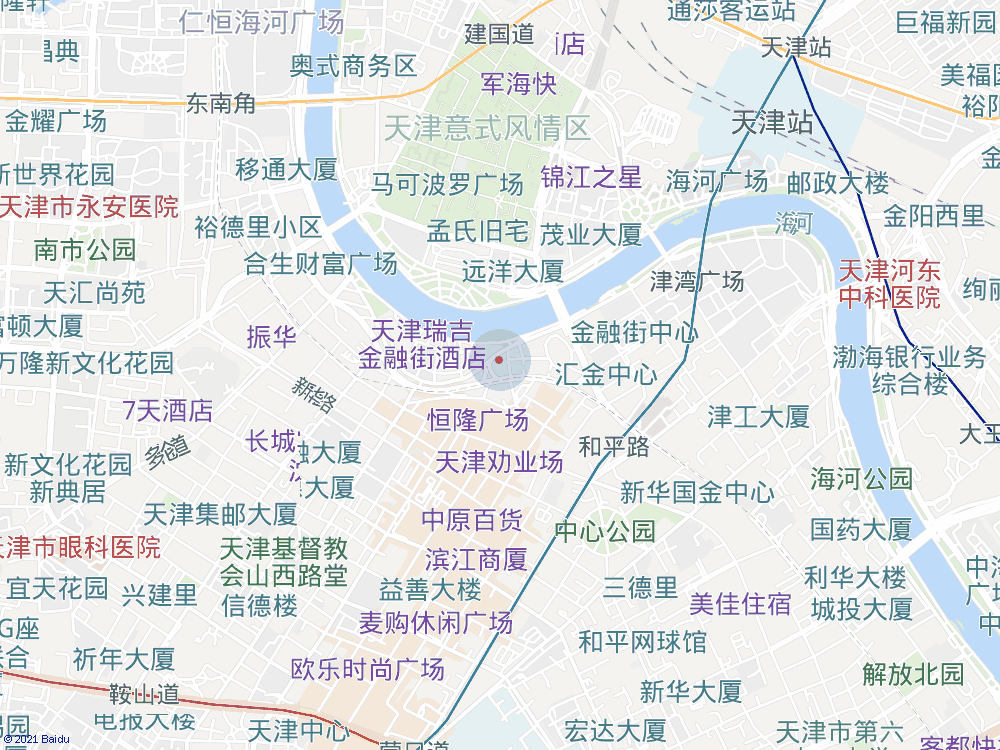 仁恒海河广场
建国道
通莎客运站
巨福新园
昌典
店
天津站
奥式商务区
军海快
东南角
金耀广场
天津意式风情区
天津站
新世界花园
移通大厦
马可波罗广场
锦江之星
海河广场
邮政大楼
天津市永安医院
裕德里小区
孟氏旧宅
茂业大厦
海河
金阳西里
南市公园
合生财富广场
远洋大厦
津湾广场
天津河东
中科医院
天汇尚苑
富顿大厦
振华
天津瑞吉
金融街酒店
金融街中心
万隆新文化花园
汇金中心
渤海银行业务
综合楼
新华路
7天酒店
恒隆广场
津工大厦
多伦道
长城
融大厦
天津劝业场
和平路
新文化花园
新典居
大厦
新华国金中心
海河公园
天津集邮大厦
中原百货
中心公园
国药大厦
天津市眼科医院
天津基督教
会山西路堂
滨江商厦
宜天花园
兴建里
信德楼
益善大楼
三德里
利华大楼
美佳住宿
城投大厦
G座
麦购休闲广场
和平网球馆
祈年大厦
欧乐时尚广场
解放北园
鞍山道
新华大厦
电报大楼
天津中心
营口道
宏达大厦
天津市第六
客都快
© 2021 Baidu